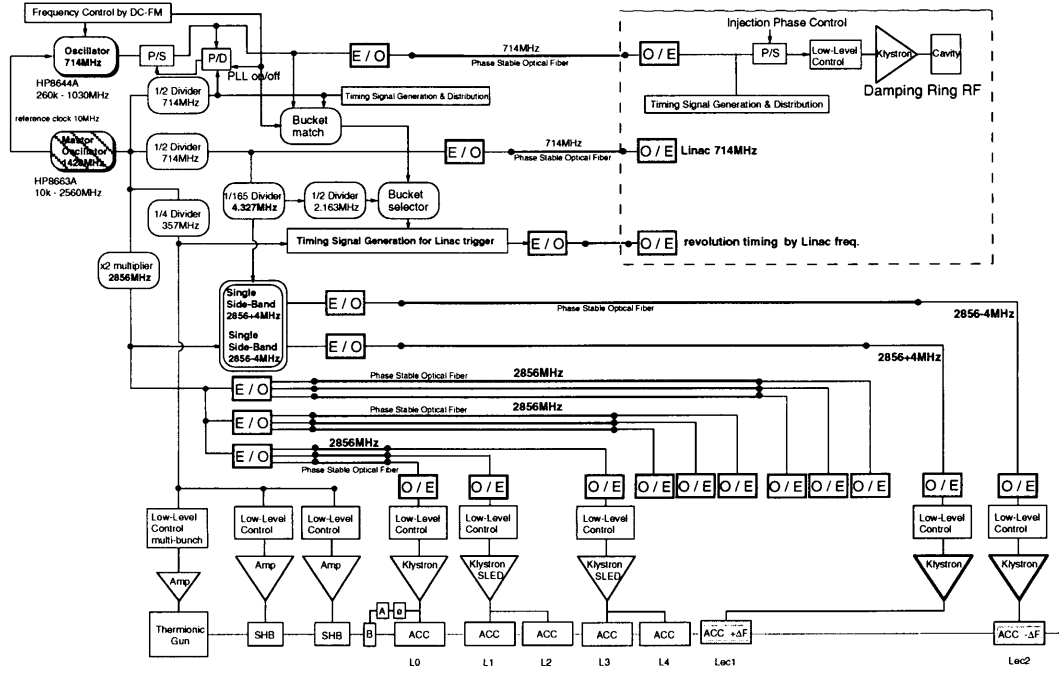 Frequency Control by DC-FM
Oscillator
714MHz
HP8644A
260k - 1030MHz
P/S
P/D
PLL on/off
1/2 Divider
714MHz
Timing Signal Generation & Distribution
Bucket
match
E / O
714MHz
Phase Stable Optical Fiber
O / E
Injection Phase Control
P/S
Low-Level
Control
Klystron
Cavity
Damping Ring RF
Timing Signal Generation & Distribution
reference clock 10MHz
Master
Oscillator
1428MHz
HP8663A
10k - 2560MHz
1/2 Divider
714MHz
E / O
714MHz
Phase Stable Optical Fiber
O / E
Linac 714MHz
1/4 Divider
357MHz
1/165 Divider
4.327MHz
1/2 Divider
2.163MHz
Bucket
selector
Timing Signal Generation for Linac trigger
E / O
O / E
revolution timing by Linac freq.
x2 multiplier
2856MHz
Single
Side-Band
2856+4MHz
Single
Side-Band
2856-4MHz
E / O
Phase Stable Optical Fiber
2856-4MHz
E / O
2856+4MHz
E / O
Phase Stable Optical Fiber
2856MHz
E / O
Phase Stable Optical Fiber
2856MHz
E / O
2856MHz
Phase Stable Optical Fiber
O / E
O / E
O / E
O / E
O / E
O / E
O / E
O / E
O / E
O / E
O / E
Low-Level
Control
multi-bunch
Low-Level
Control
Low-Level
Control
Low-Level
Control
Low-Level
Control
Low-Level
Control
Low-Level
Control
Low-Level
Control
Amp
Amp
Amp
Klystron
Klystron
SLED
Klystron
SLED
Klystron
Klystron
Thermionic
Gun
SHB
SHB
B
A
ø
ACC
ACC
ACC
ACC
ACC
ACC +ΔF
ACC -ΔF
L0
L1
L2
L3
L4
Lec1
Lec2